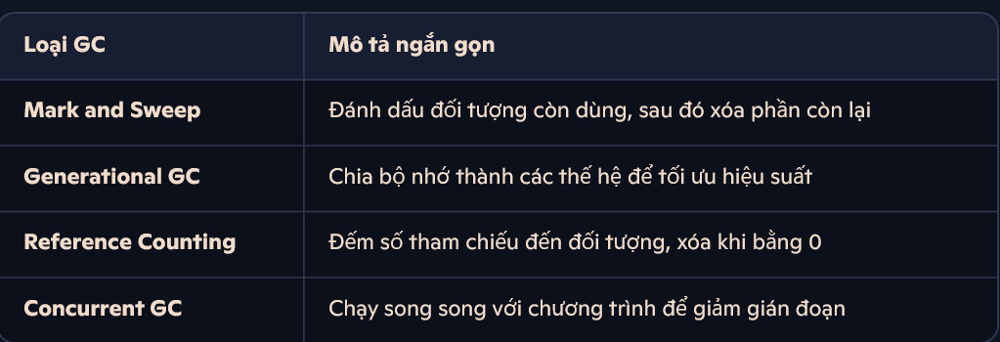 Loại GC
Mô tả ngắn gọn
Mark and Sweep
Đánh dấu đối tượng còn dùng, sau đó xóa phần còn lại
Generational GC
Chia bộ nhớ thành các thế hệ để tối ưu hiệu suất
Reference Counting
Đếm số tham chiếu đến đối tượng, xóa khi bằng 0
Concurrent GC
Chạy song song với chương trình để giảm gián đoạn